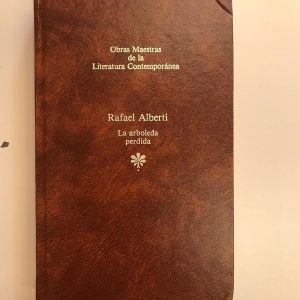 Obras Maestras
de la
Literatura Contemporánea
Rafael Alberti
La arboleda
perdida